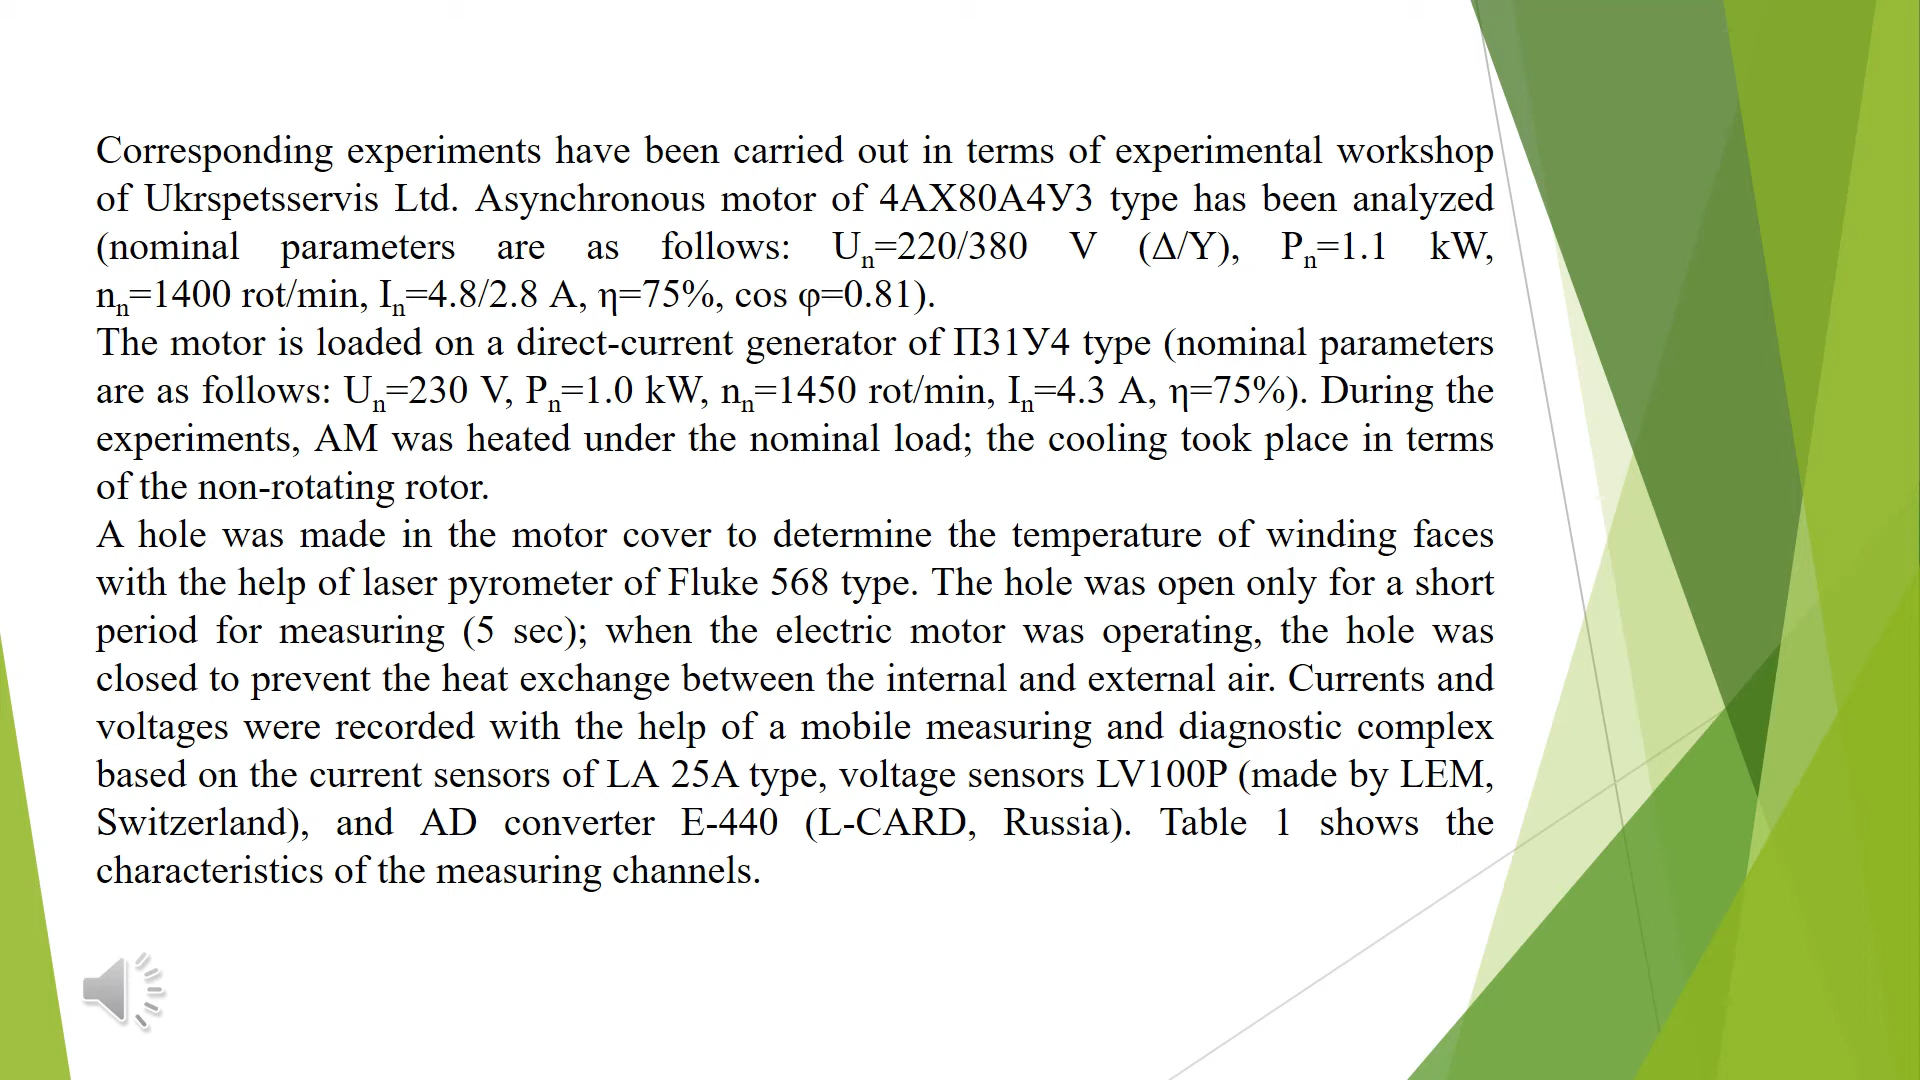 Corresponding experiments have been carried out in terms of experimental workshop
of Ukrspetsservis Ltd. Asynchronous motor of 4АХ80А4У3 type has been analyzed
(nominal parameters are as follows: Uₙ=220/380 V (Δ/Y), Pₙ=1.1 kW,
nₙ=1400 rot/min, Iₙ=4.8/2.8 A, η=75%, cos φ=0.81).
The motor is loaded on a direct-current generator of П31У4 type (nominal parameters
are as follows: Uₙ=230 V, Pₙ=1.0 kW, nₙ=1450 rot/min, Iₙ=4.3 A, η=75%). During the
experiments, AM was heated under the nominal load; the cooling took place in terms
of the non-rotating rotor.
A hole was made in the motor cover to determine the temperature of winding faces
with the help of laser pyrometer of Fluke 568 type. The hole was open only for a short
period for measuring (5 sec); when the electric motor was operating, the hole was
closed to prevent the heat exchange between the internal and external air. Currents and
voltages were recorded with the help of a mobile measuring and diagnostic complex
based on the current sensors of LA 25A type, voltage sensors LV100P (made by LEM,
Switzerland), and AD converter E-440 (L-CARD, Russia). Table 1 shows the
characteristics of the measuring channels.